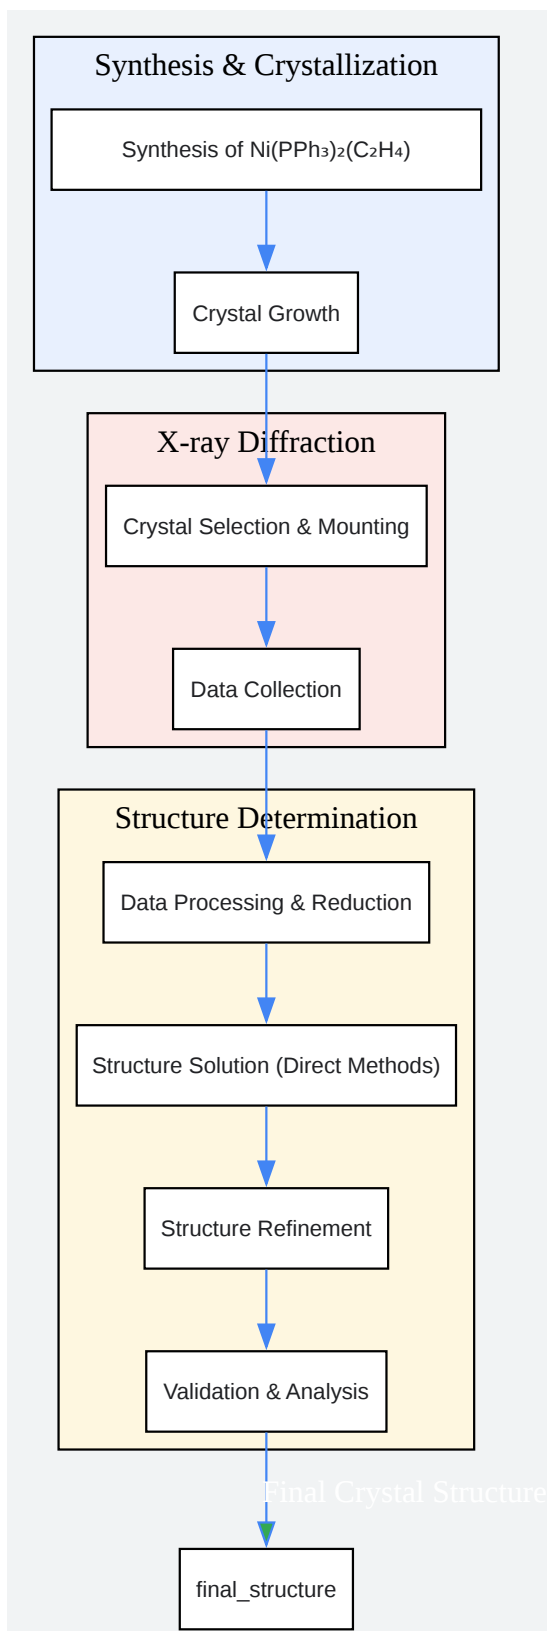 Synthesis & Crystallization
Synthesis of Ni(PPh₃)₂(C₂H₄)
Crystal Growth
X-ray Diffraction
Crystal Selection & Mounting
Data Collection
Structure Determination
Data Processing & Reduction
Structure Solution (Direct Methods)
Structure Refinement
Validation & Analysis
Final Crystal Structure
final_structure